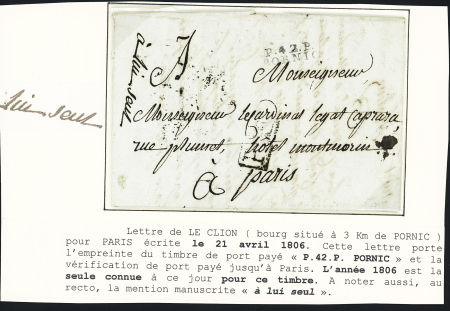 à lui seul
P.42.P.
PORNIC
Monseigneur
Monseigneur le cardinal legat Caprara
rue plumet, hotel montmorin
à paris
lui seul
Lettre de LE CLION ( bourg situé à 3 Km de PORNIC )
pour PARIS écrite le 21 avril 1806. Cette lettre porte
l'empreinte du timbre de port payé « P.42.P. PORNIC » et la
vérification de port payé jusqu'à Paris. L'année 1806 est la
seule connue à ce jour pour ce timbre. A noter aussi, au
recto, la mention manuscrite « à lui seul ».